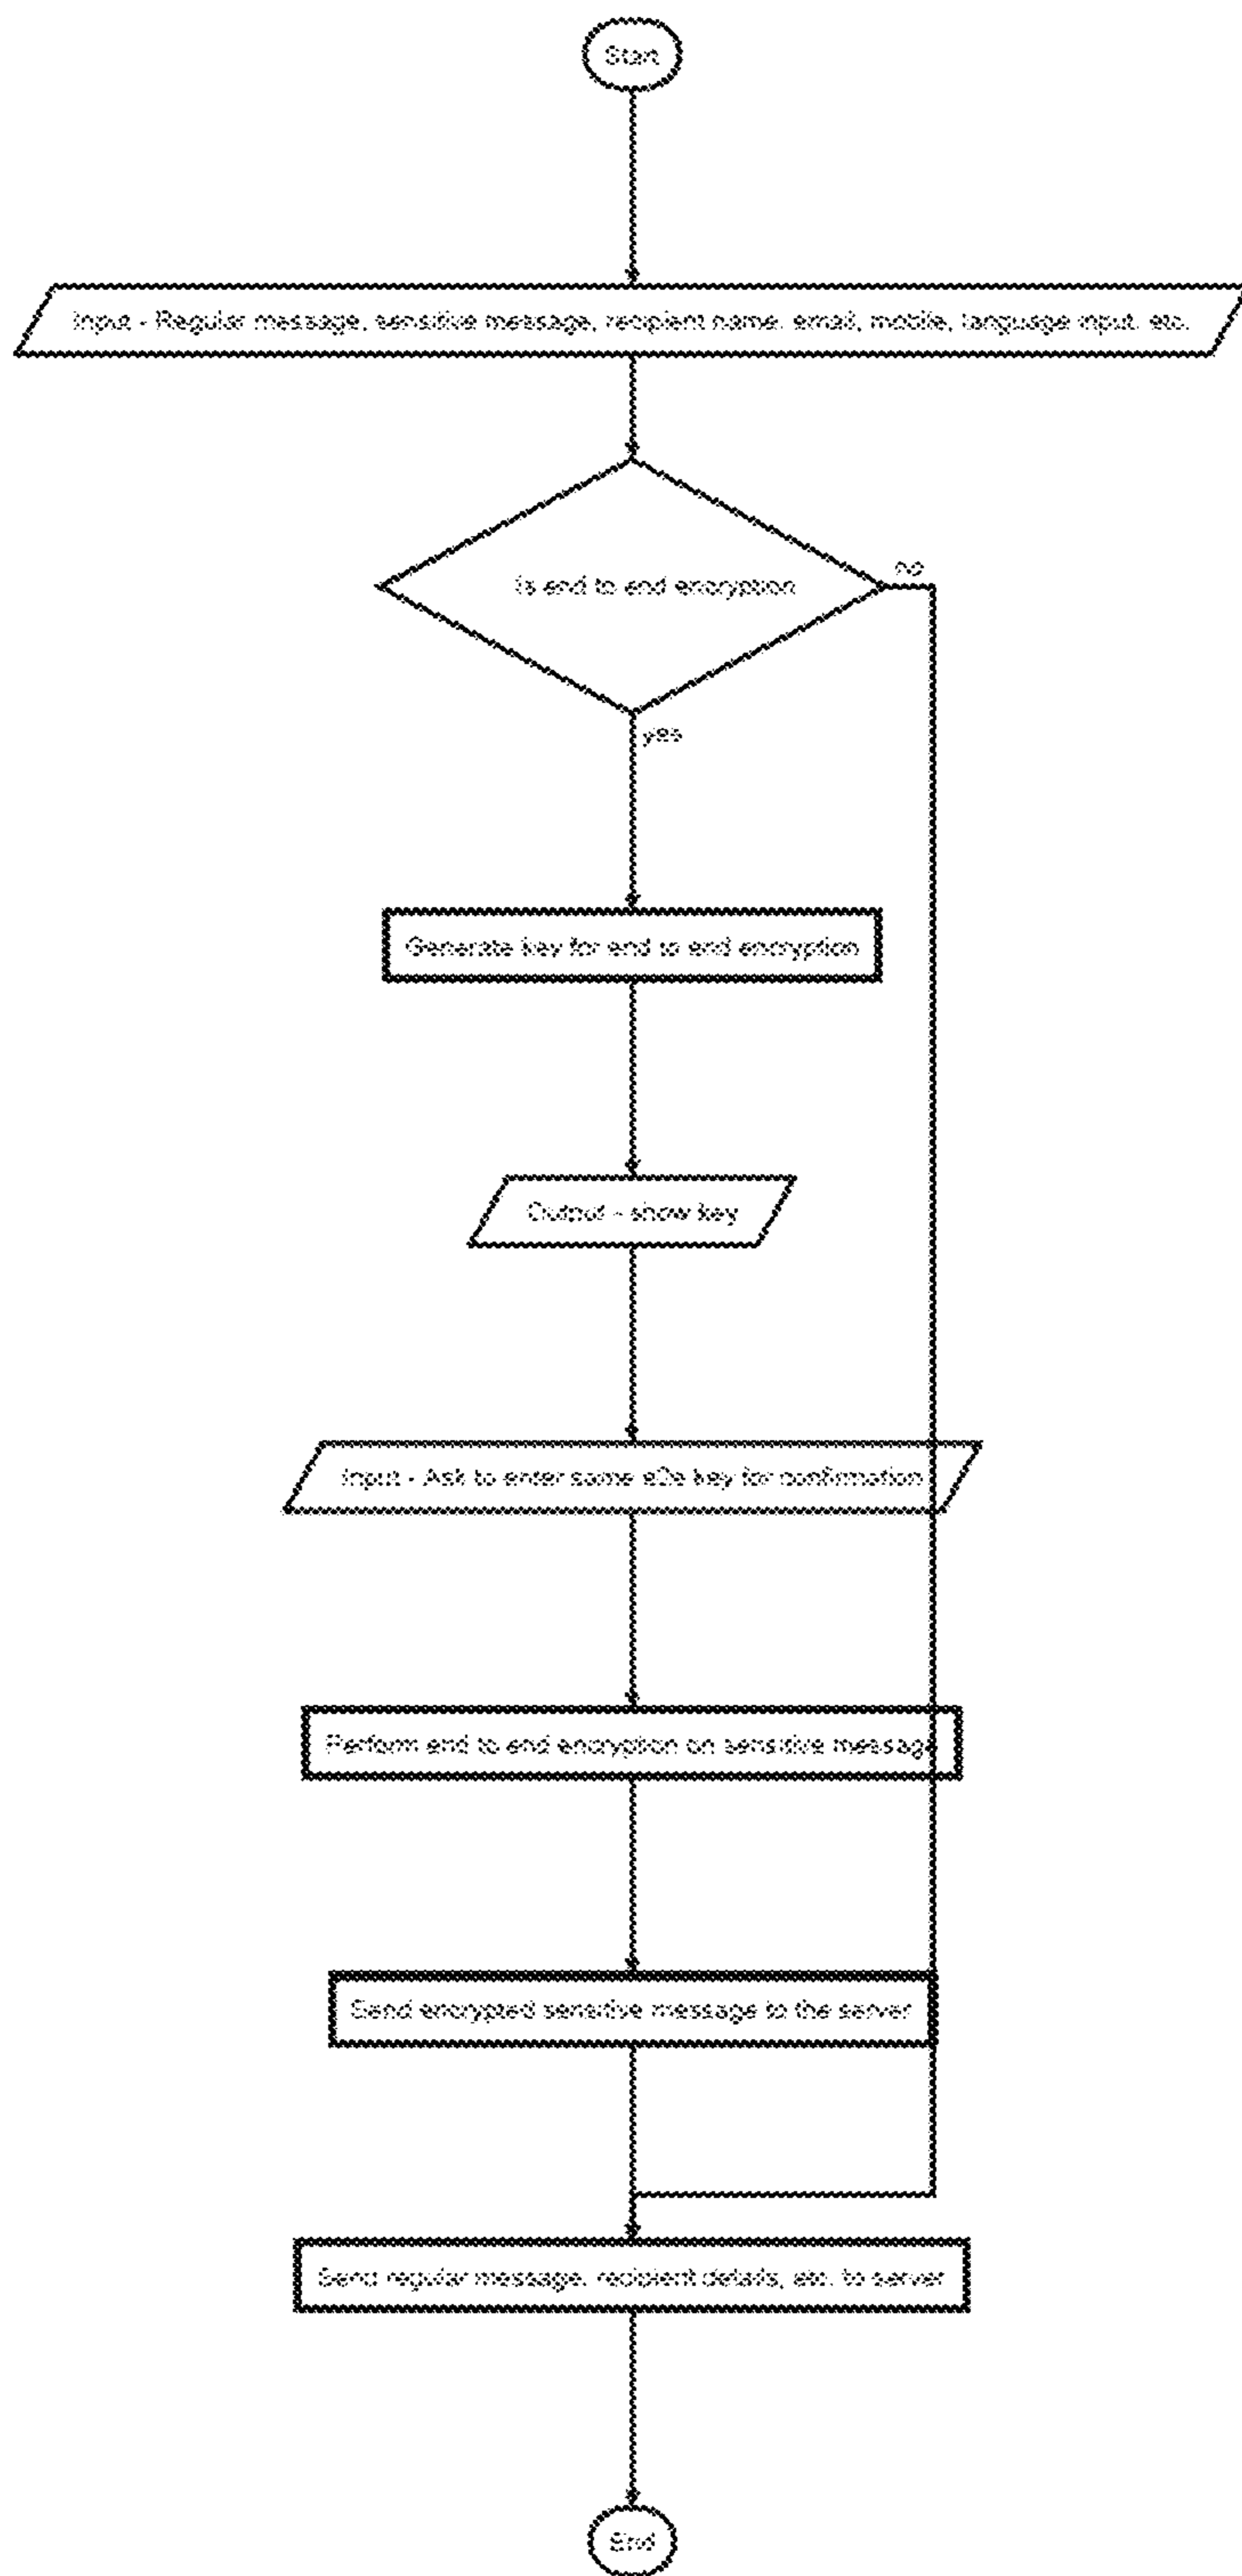 Start
Input - Regular message, sensitive message, recipient name, email, mobile, language input, etc.
Is end to end encryption
no
yes
Generate key for end to end encryption
Output - show key
Input - Ask to enter same e2e key for confirmation
Perform end to end encryption on sensitive message
Send encrypted sensitive message to the server
Send regular message, recipient details, etc. to server
End